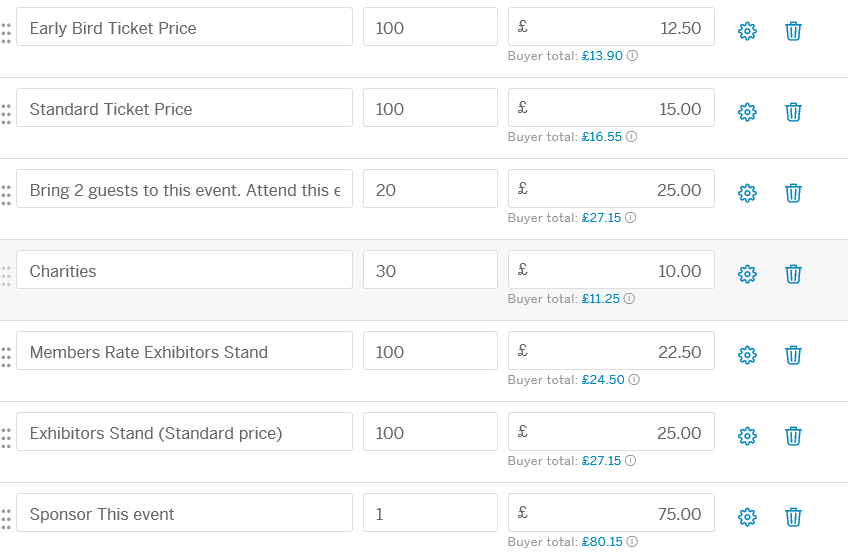 Early Bird Ticket Price 100 £ 12.50
Buyer total: £13.90
Standard Ticket Price 100 £ 15.00
Buyer total: £16.55
Bring 2 guests to this event. Attend this e 20 £ 25.00
Buyer total: £27.15
Charities 30 £ 10.00
Buyer total: £11.25
Members Rate Exhibitors Stand 100 £ 22.50
Buyer total: £24.50
Exhibitors Stand (Standard price) 100 £ 25.00
Buyer total: £27.15
Sponsor This event 1 £ 75.00
Buyer total: £80.15